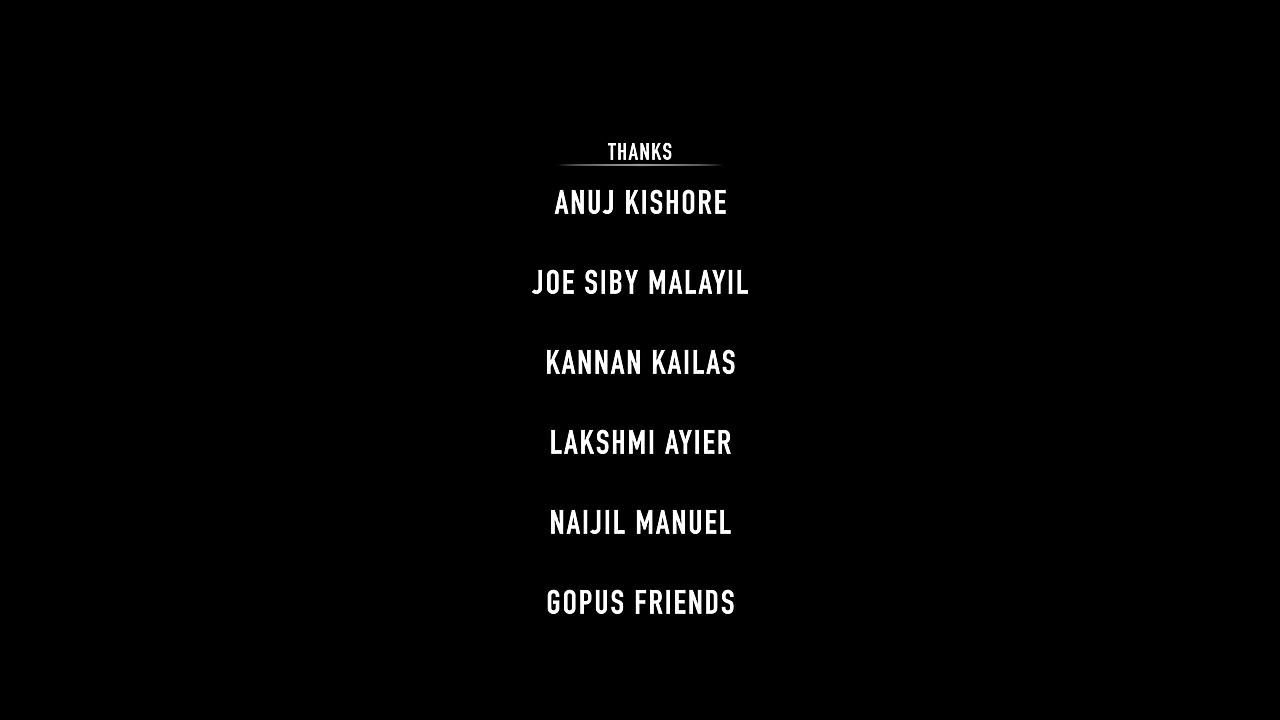 THANKS
ANUJ KISHORE
JOE SIBY MALAYIL
KANNAN KAILAS
LAKSHMI AYIER
NAIJIL MANUEL
GOPUS FRIENDS